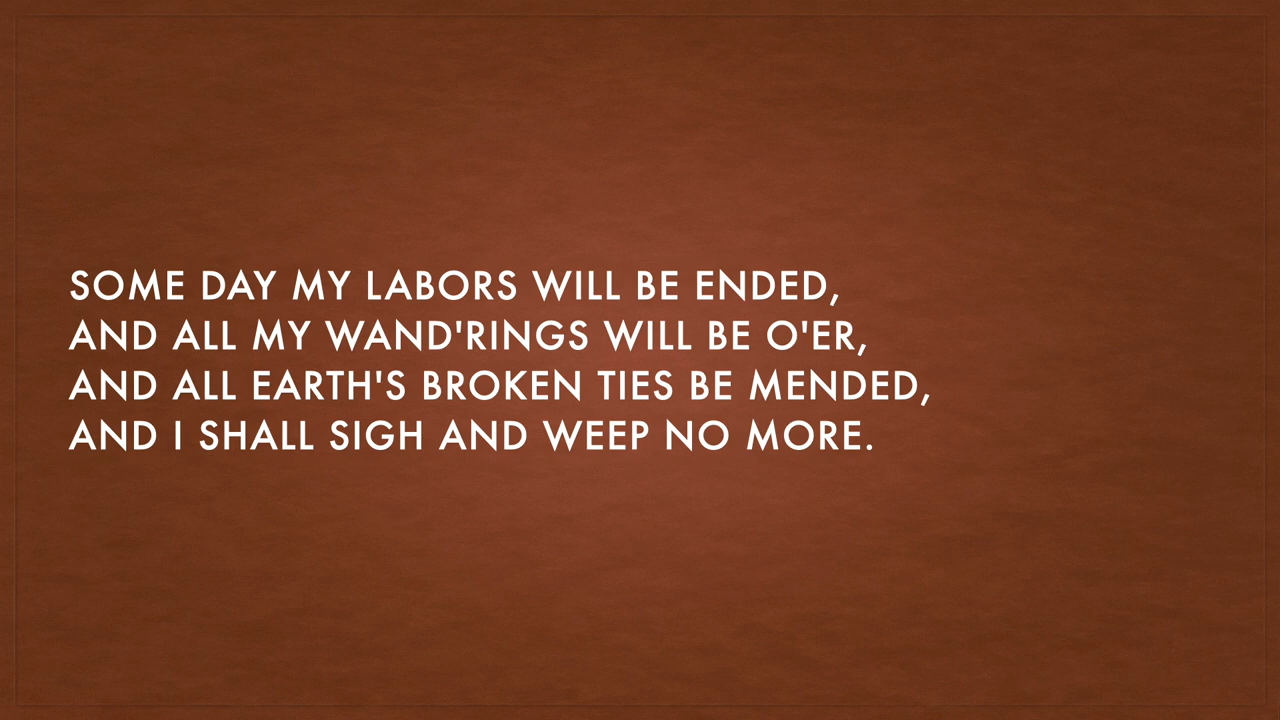 SOME DAY MY LABORS WILL BE ENDED,
AND ALL MY WAND'RINGS WILL BE O'ER,
AND ALL EARTH'S BROKEN TIES BE MENDED,
AND I SHALL SIGH AND WEEP NO MORE.